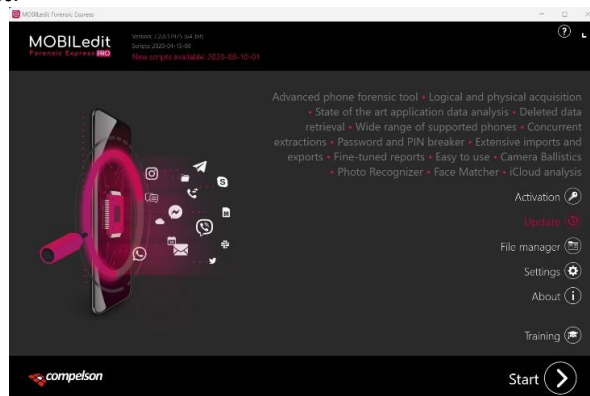 MOBILedit Forensic Express
MOBILedit
Forensic Express PRO
Scripts: 2020-04-15-00
New scripts available: 2020-06-10-01
Advanced phone forensic tool • Logical and physical acquisition
• State of the art application data analysis • Deleted data
retrieval • Wide range of supported phones • Concurrent
extractions • Password and PIN breaker • Extensive imports and
exports • Fine-tuned reports • Easy to use • Camera Ballistics
• Photo Recognizer • Face Matcher • iCloud analysis
Activation
Update
File manager
Settings
About
Training
compelson
Start